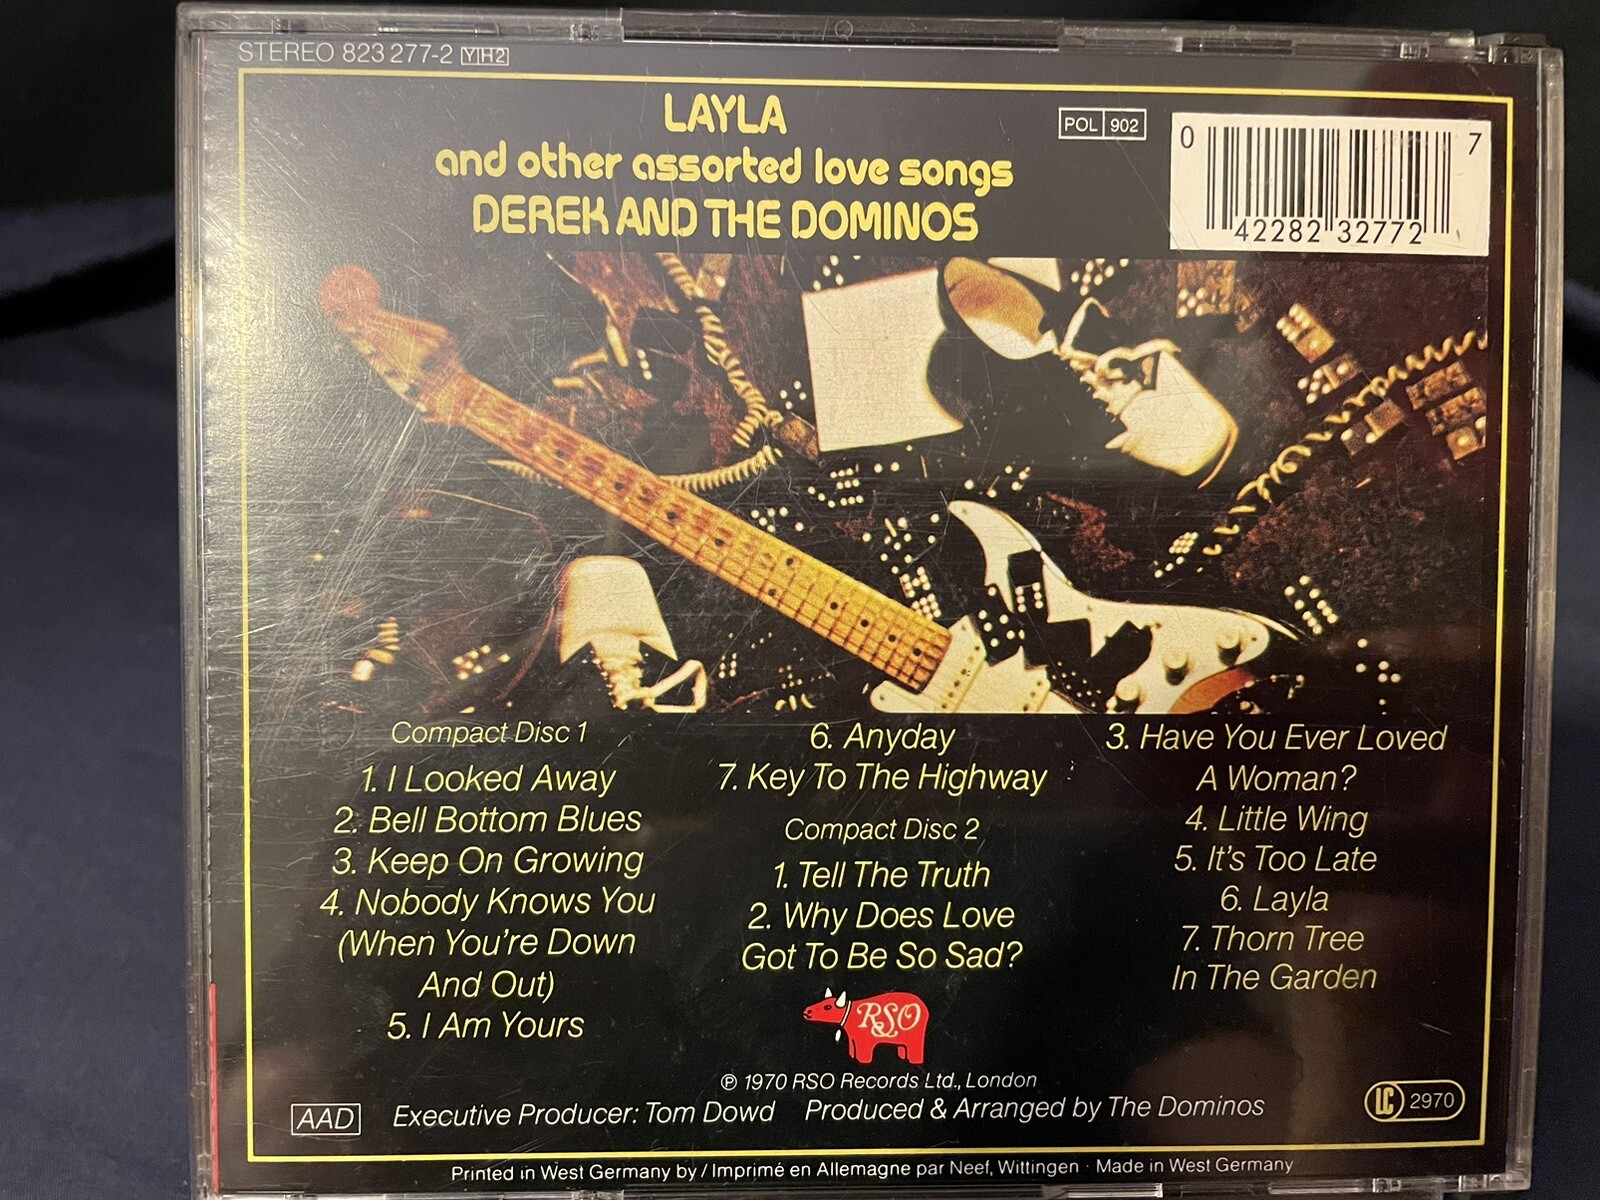 STEREO 823 277-2 Y H2
LAYLA
and other assorted love songs
DEREK AND THE DOMINOS
POL 902
0 42282 32772 7
Compact Disc 1
1. I Looked Away
2. Bell Bottom Blues
3. Keep On Growing
4. Nobody Knows You
(When You're Down
And Out)
5. I Am Yours
6. Anyday
7. Key To The Highway
Compact Disc 2
1. Tell The Truth
2. Why Does Love
Got To Be So Sad?
3. Have You Ever Loved
A Woman?
4. Little Wing
5. It's Too Late
6. Layla
7. Thorn Tree
In The Garden
RSO
℗ 1970 RSO Records Ltd., London
AAD
Executive Producer: Tom Dowd Produced & Arranged by The Dominos
LC 2970
Printed in West Germany by / Imprimé en Allemagne par Neef, Wittingen · Made in West Germany